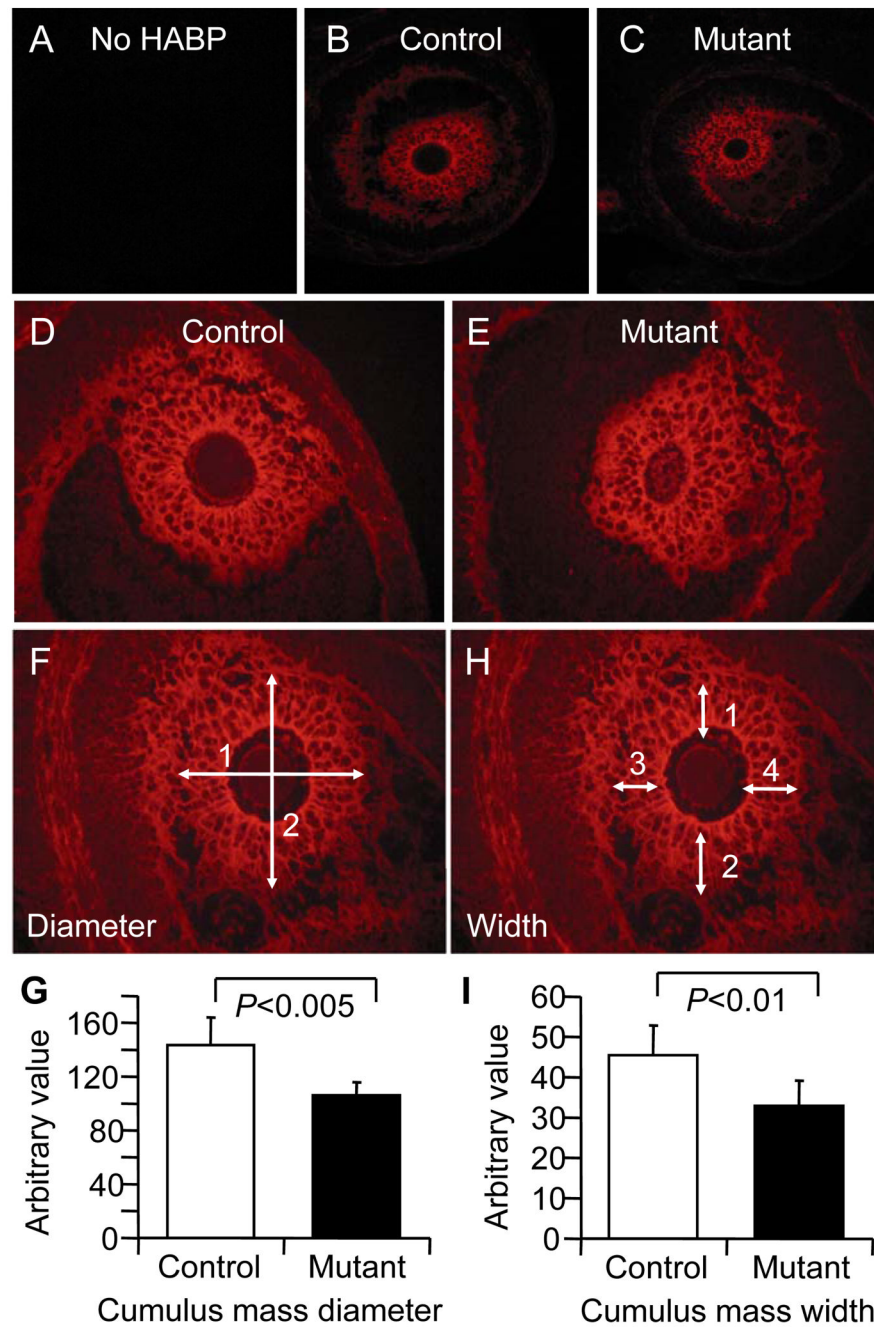 A No HABP
B Control
C Mutant
D Control
E Mutant
F
1
2
Diameter
H
1
3
4
2
Width
G
P<0.005
Arbitrary value
160
120
80
40
0
Control Mutant
Cumulus mass diameter
I
P<0.01
Arbitrary value
60
50
40
30
20
10
0
Control Mutant
Cumulus mass width